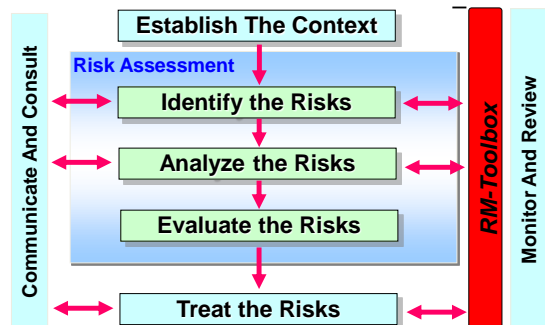 Establish The Context
Risk Assessment
Identify the Risks
Analyze the Risks
Evaluate the Risks
Treat the Risks
Communicate And Consult
RM-Toolbox
Monitor And Review